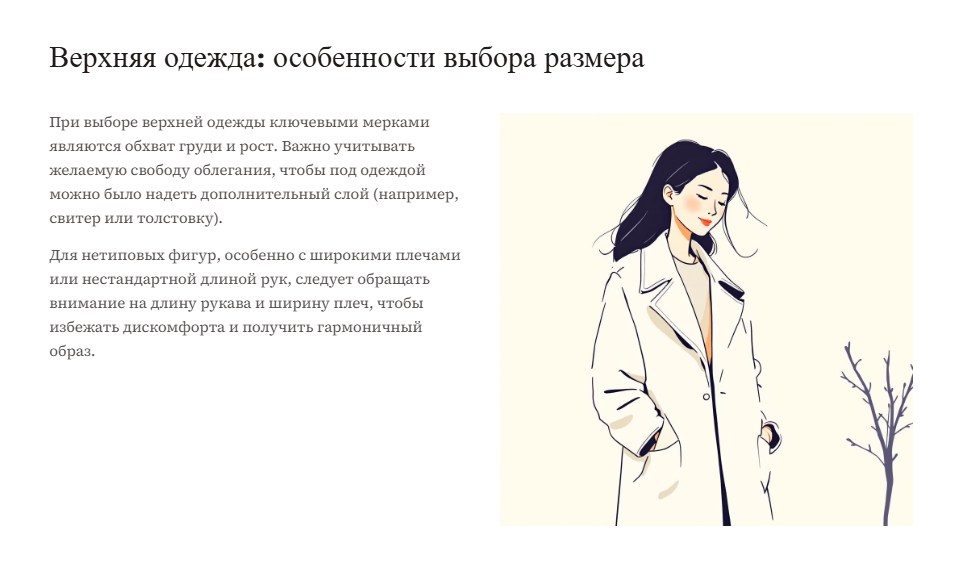 Верхняя одежда: особенности выбора размера
При выборе верхней одежды ключевыми мерками
являются обхват груди и рост. Важно учитывать
желаемую свободу облегания, чтобы под одеждой
можно было надеть дополнительный слой (например,
свитер или толстовку).
Для нетиповых фигур, особенно с широкими плечами
или нестандартной длиной рук, следует обращать
внимание на длину рукава и ширину плеч, чтобы
избежать дискомфорта и получить гармоничный
образ.